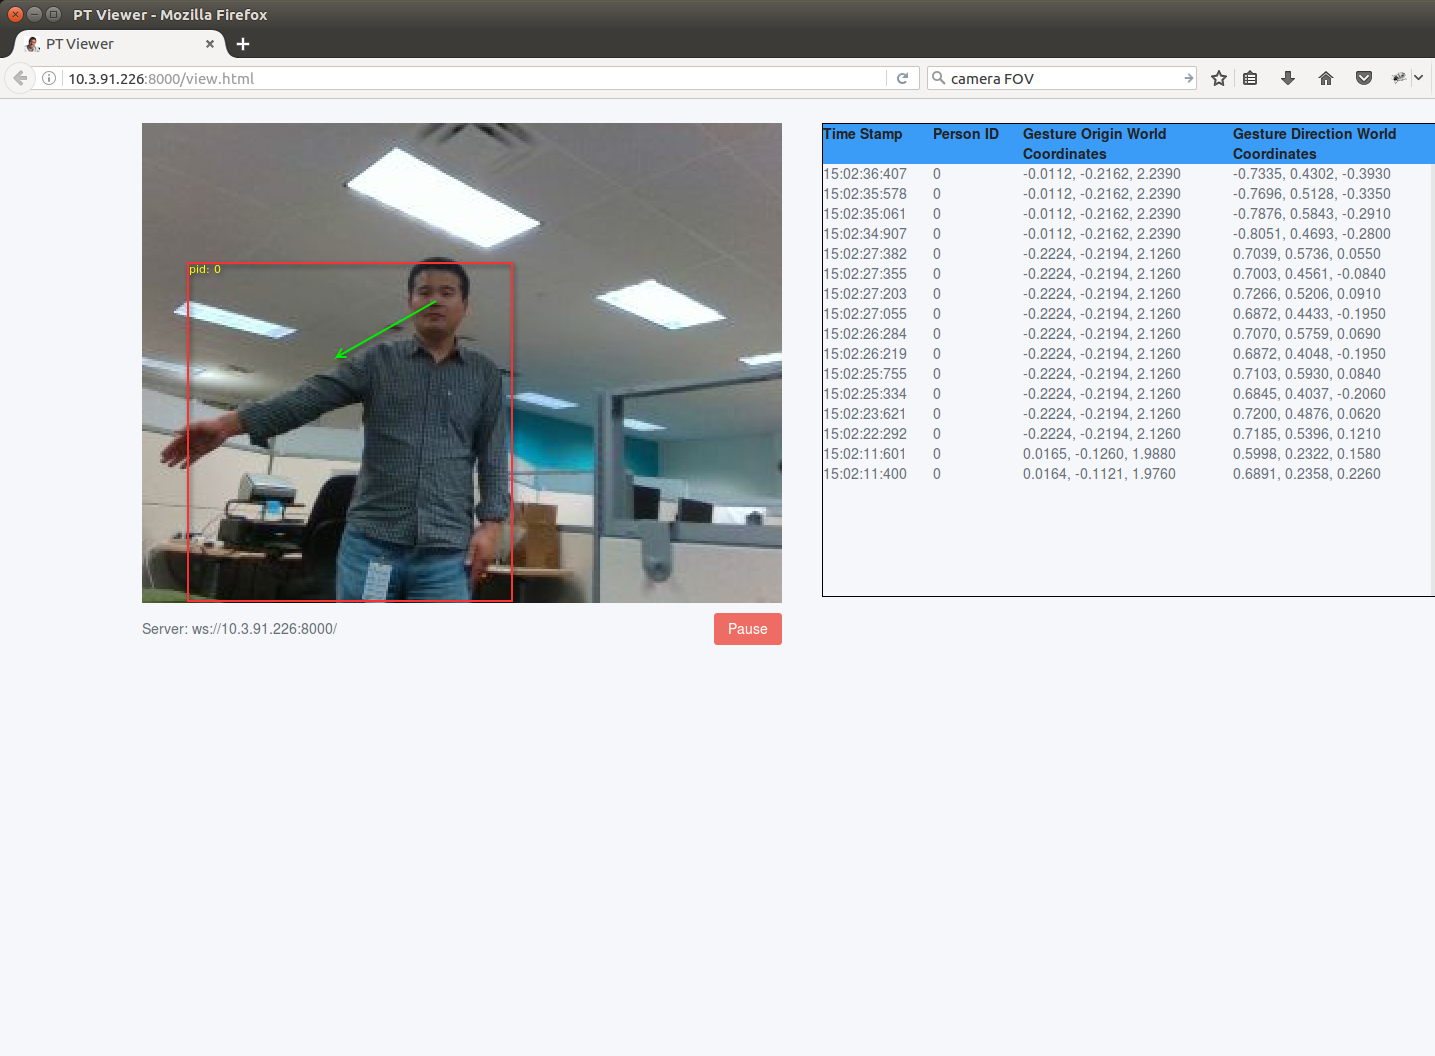 PT Viewer - Mozilla Firefox
PT Viewer
10.3.91.226:8000/view.html
camera FOV
pid: 0
Server: ws://10.3.91.226:8000/
Pause
Time Stamp Person ID Gesture Origin World Coordinates Gesture Direction World Coordinates
15:02:36:407 0 -0.0112, -0.2162, 2.2390 -0.7335, 0.4302, -0.3930
15:02:35:578 0 -0.0112, -0.2162, 2.2390 -0.7696, 0.5128, -0.3350
15:02:35:061 0 -0.0112, -0.2162, 2.2390 -0.7876, 0.5843, -0.2910
15:02:34:907 0 -0.0112, -0.2162, 2.2390 -0.8051, 0.4693, -0.2800
15:02:27:382 0 -0.2224, -0.2194, 2.1260 0.7039, 0.5736, 0.0550
15:02:27:355 0 -0.2224, -0.2194, 2.1260 0.7003, 0.4561, -0.0840
15:02:27:203 0 -0.2224, -0.2194, 2.1260 0.7266, 0.5206, 0.0910
15:02:27:055 0 -0.2224, -0.2194, 2.1260 0.6872, 0.4433, -0.1950
15:02:26:284 0 -0.2224, -0.2194, 2.1260 0.7070, 0.5759, 0.0690
15:02:26:219 0 -0.2224, -0.2194, 2.1260 0.6872, 0.4048, -0.1950
15:02:25:755 0 -0.2224, -0.2194, 2.1260 0.7103, 0.5930, 0.0840
15:02:25:334 0 -0.2224, -0.2194, 2.1260 0.6845, 0.4037, -0.2060
15:02:23:621 0 -0.2224, -0.2194, 2.1260 0.7200, 0.4876, 0.0620
15:02:22:292 0 -0.2224, -0.2194, 2.1260 0.7185, 0.5396, 0.1210
15:02:11:601 0 0.0165, -0.1260, 1.9880 0.5998, 0.2322, 0.1580
15:02:11:400 0 0.0164, -0.1121, 1.9760 0.6891, 0.2358, 0.2260